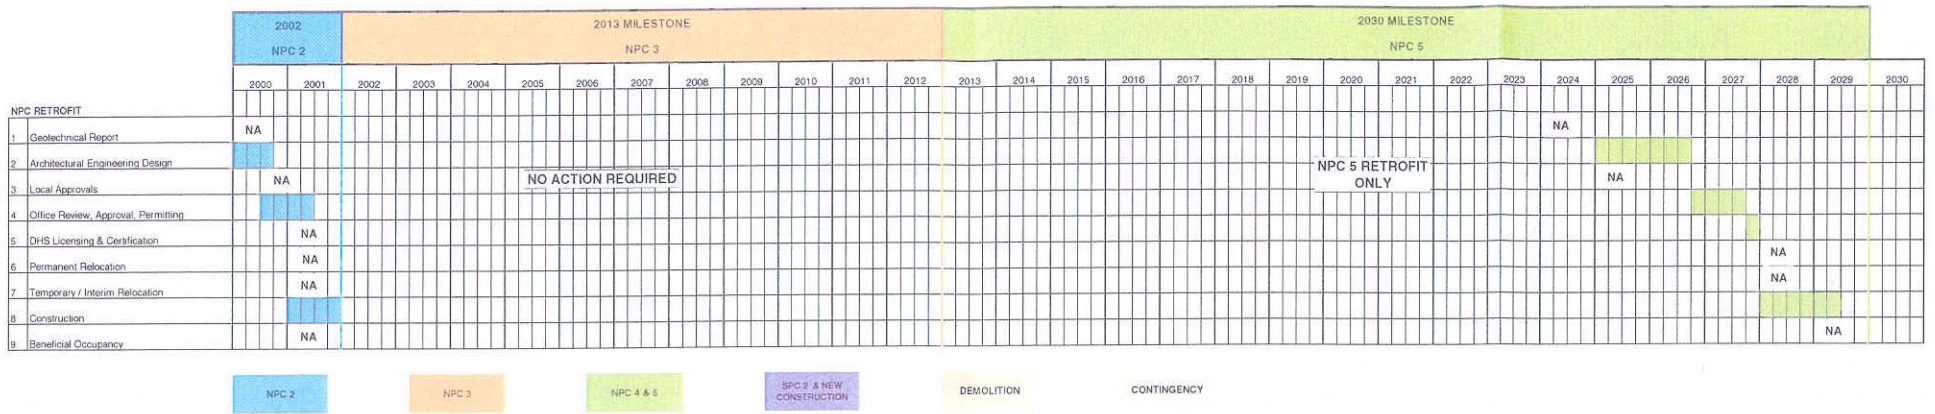 2002
2013 MILESTONE
2030 MILESTONE
NPC 2
NPC 3
NPC 5
2000 2001 2002 2003 2004 2005 2006 2007 2008 2009 2010 2011 2012 2013 2014 2015 2016 2017 2018 2019 2020 2021 2022 2023 2024 2025 2026 2027 2028 2029 2030
NPC RETROFIT
1 Geotechnical Report NA NA
2 Architectural Engineering Design
3 Local Approvals NA NO ACTION REQUIRED NPC 5 RETROFIT
ONLY NA
4 Office Review, Approval, Permitting
5 DHS Licensing & Certification NA
6 Permanent Relocation NA NA
7 Temporary / Interim Relocation NA NA
8 Construction
9 Beneficial Occupancy NA NA
NPC 2
NPC 3
NPC 4 & 5
SPC 2 & NEW
CONSTRUCTION
DEMOLITION
CONTINGENCY